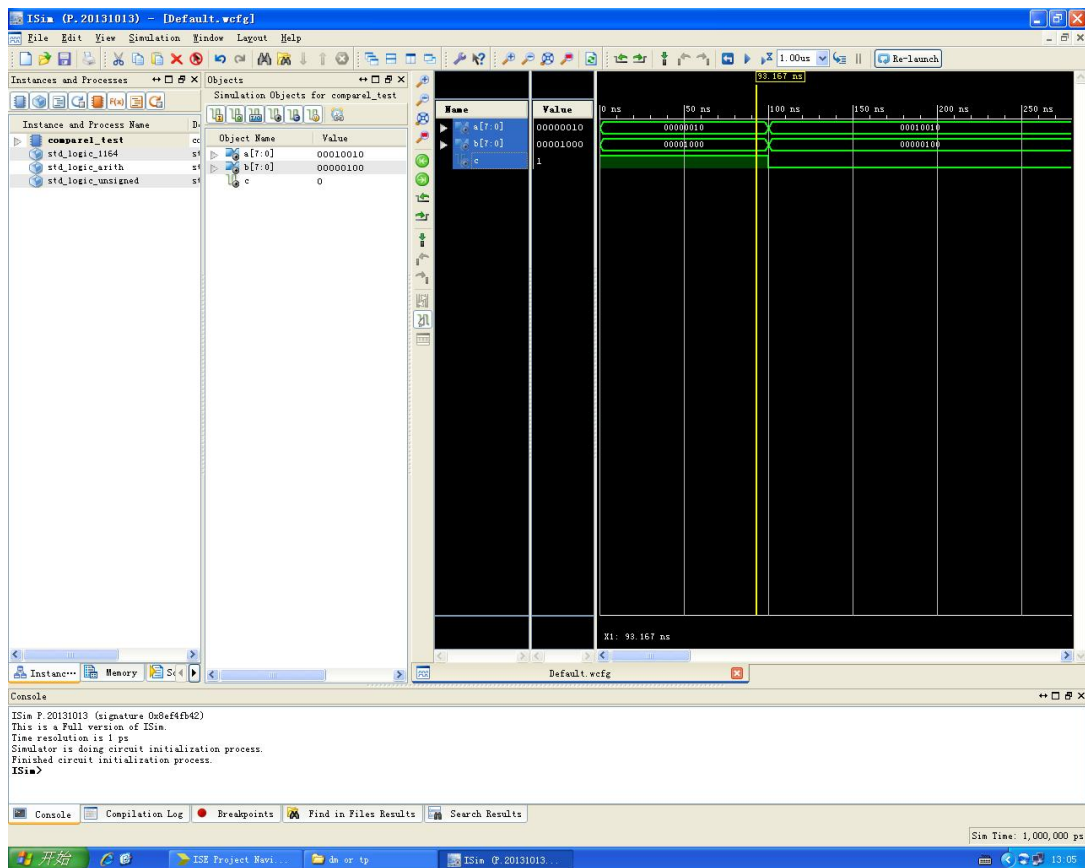 ISim (P.20131013) - [Default.wcfg]
File Edit View Simulation Window Layout Help
1.00us
Re-launch
Instances and Processes
Instance and Process Name
comparel_test
std_logic_1164
std_logic_arith
std_logic_unsigned
Instanc…
Memory
Objects
Simulation Objects for comparel_test
Object Name Value
a[7:0] 00010010
b[7:0] 00000100
c 0
93.167 ns
Name Value
0 ns 50 ns 100 ns 150 ns 200 ns 250 ns
a[7:0] 00000010 00000010 00010010
b[7:0] 00001000 00001000 00000100
c 1
X1: 93.167 ns
Default.wcfg
Console
ISim P.20131013 (signature 0x8ef4fb42)
This is a Full version of ISim.
Time resolution is 1 ps
Simulator is doing circuit initialization process.
Finished circuit initialization process.
ISim>
Console Compilation Log Breakpoints Find in Files Results Search Results
Sim Time: 1,000,000 ps
开始 ISE Project Navi... dm or tp ISim (P.20131013... 13:05